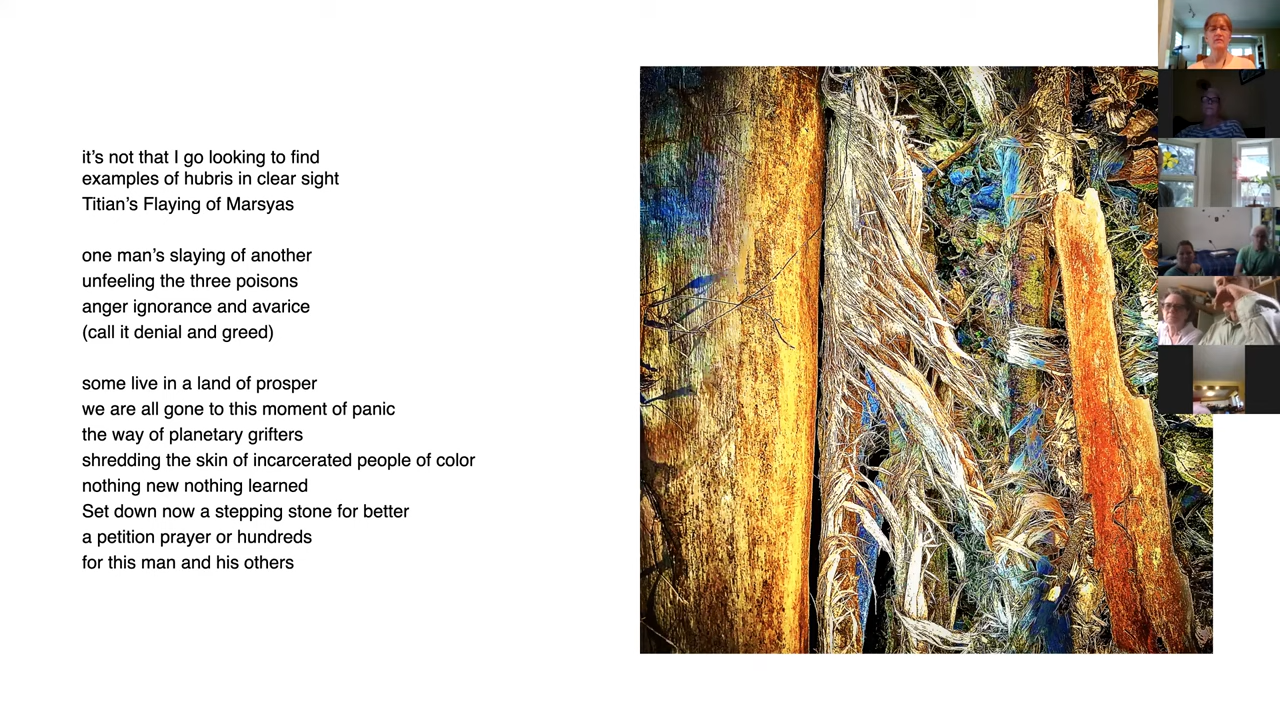 it’s not that I go looking to find
examples of hubris in clear sight
Titian’s Flaying of Marsyas
one man’s slaying of another
unfeeling the three poisons
anger ignorance and avarice
(call it denial and greed)
some live in a land of prosper
we are all gone to this moment of panic
the way of planetary grifters
shredding the skin of incarcerated people of color
nothing new nothing learned
Set down now a stepping stone for better
a petition prayer or hundreds
for this man and his others